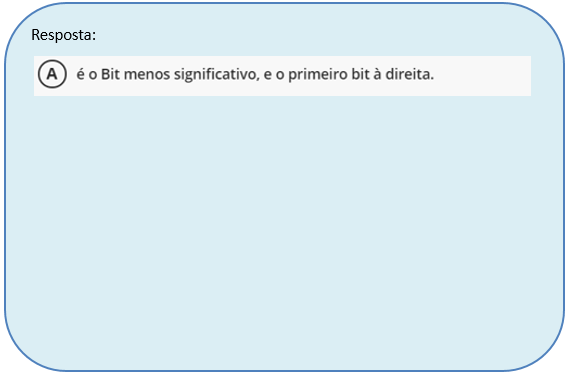 Resposta:
A é o Bit menos significativo, e o primeiro bit à direita.